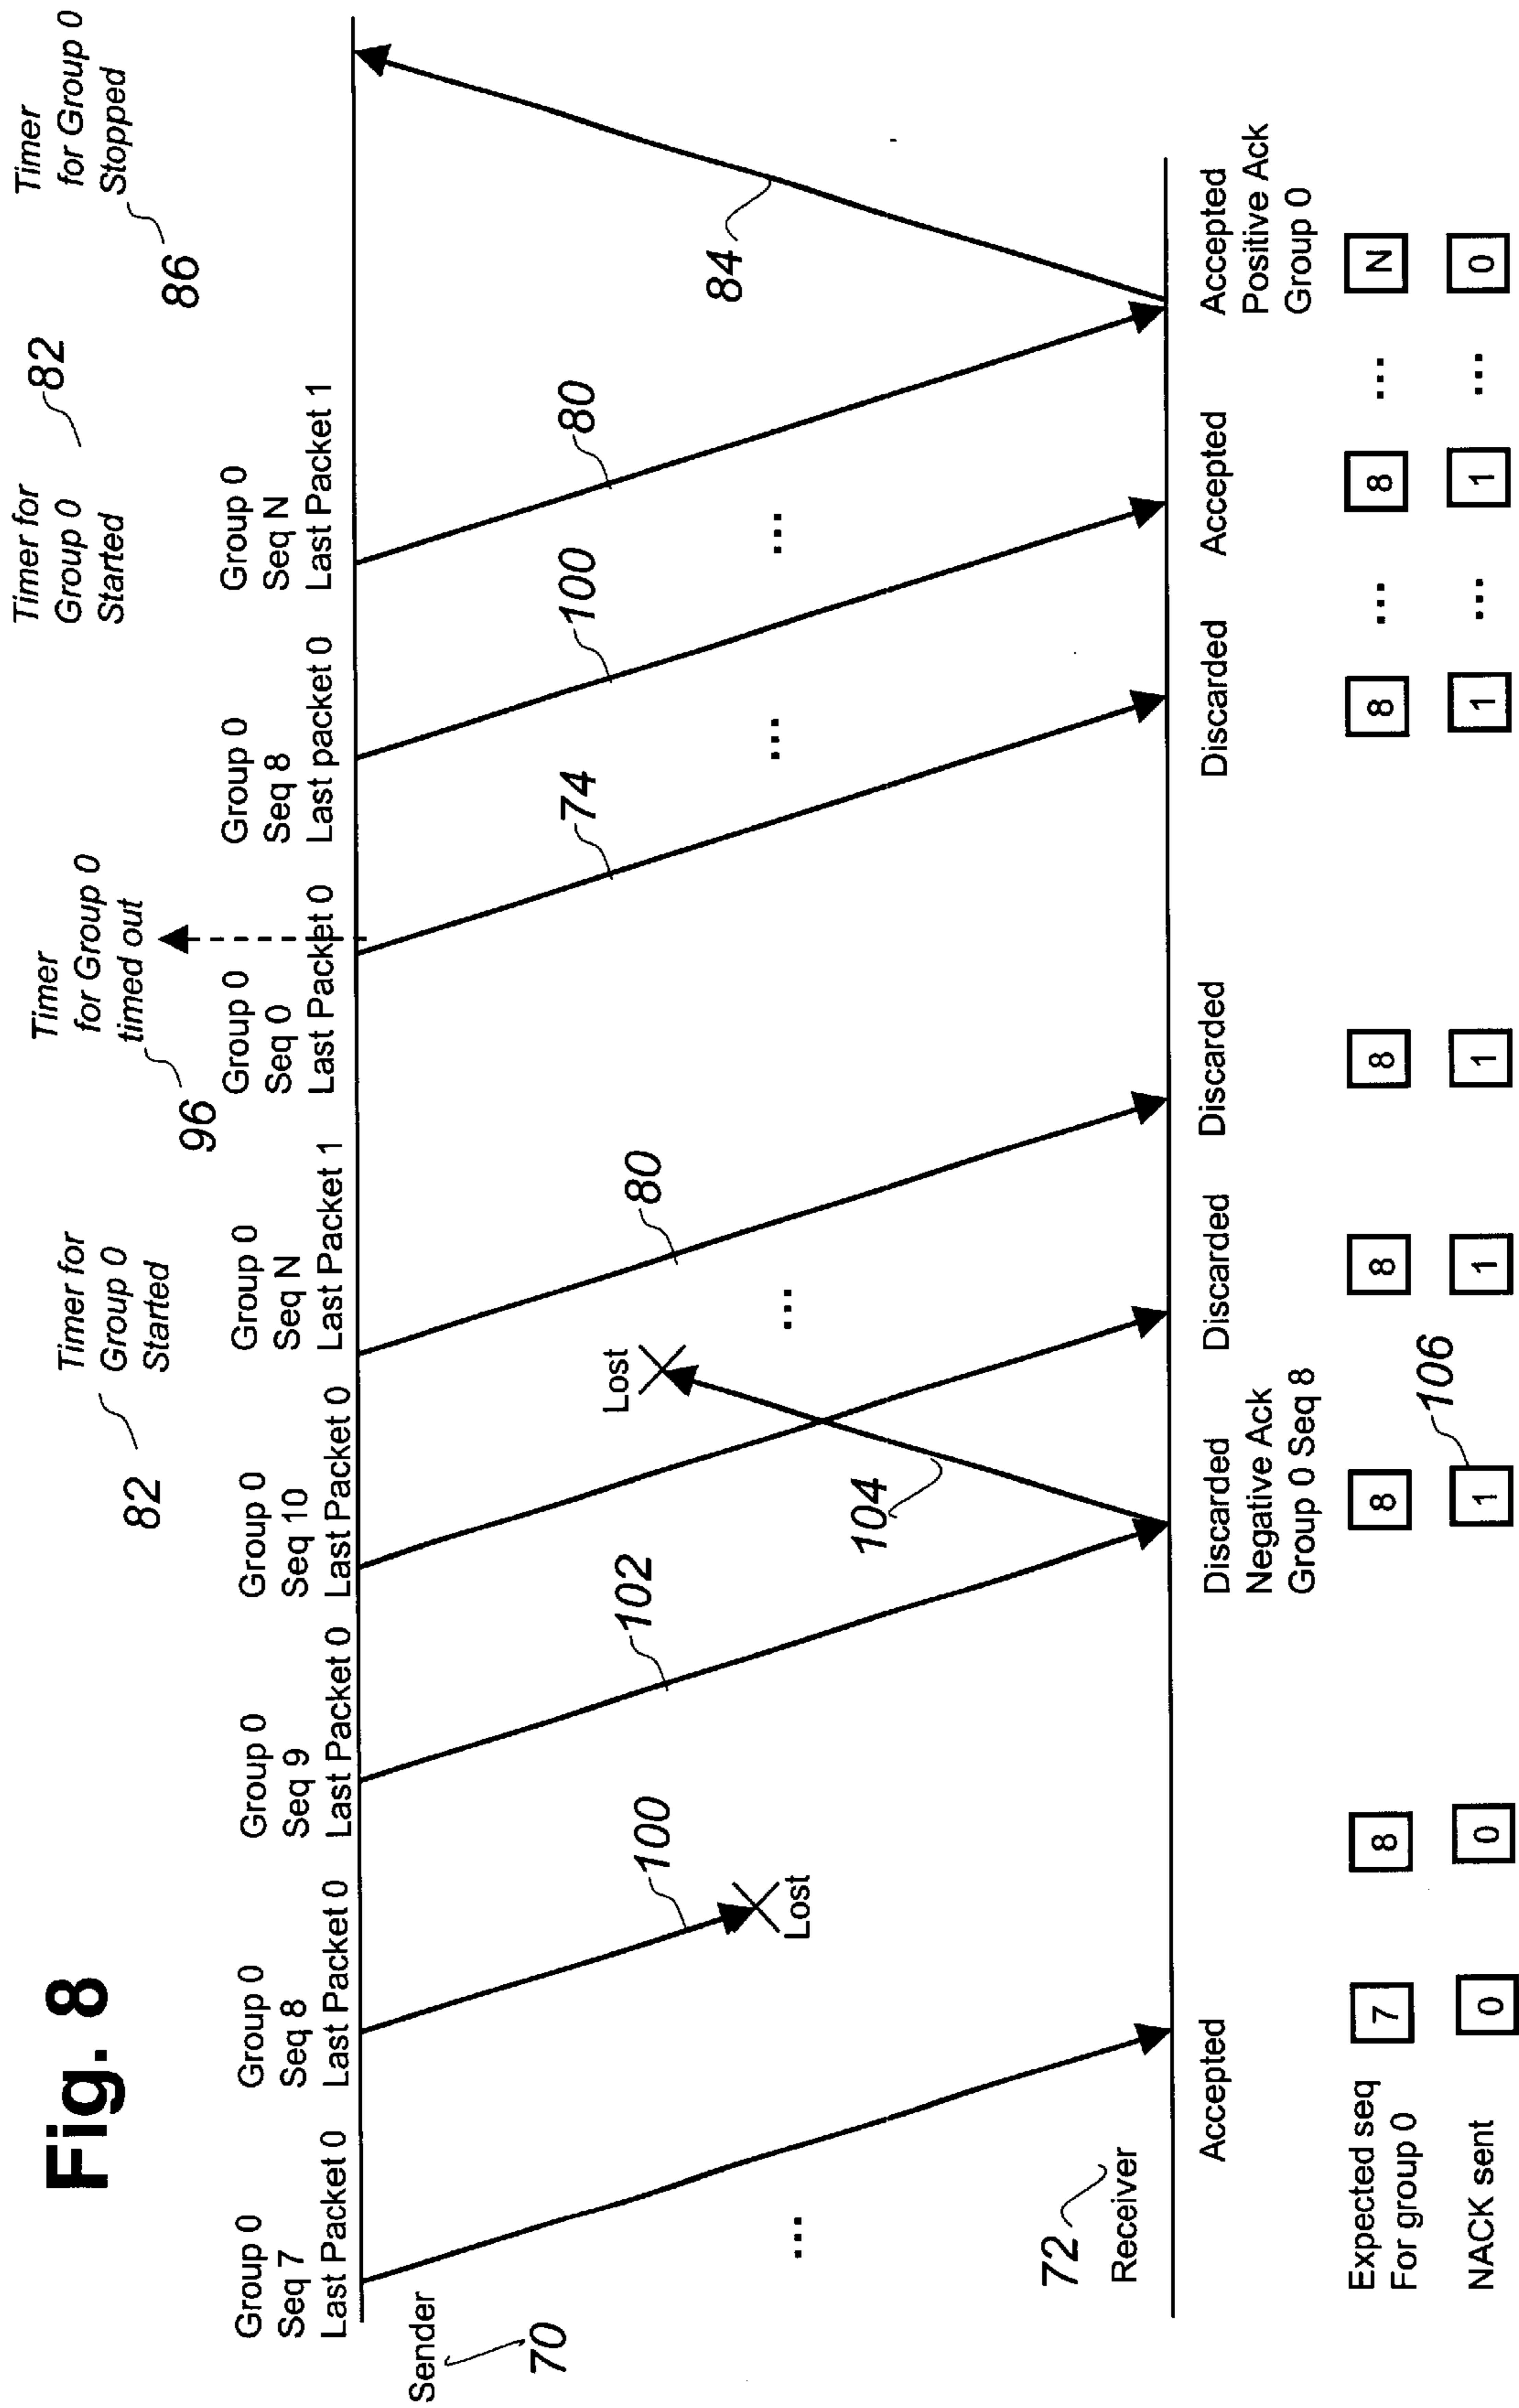 Fig. 8
Timer for
Group 0
Started
82
Timer
for Group 0
timed out
96
Timer for
Group 0
Started
82
Timer
for Group 0
Stopped
86
Group 0
Seq 7
Last Packet 0
Group 0
Seq 8
Last Packet 0
Group 0
Seq 9
Last Packet 0
Group 0
Seq 10
Last Packet 0
Group 0
Seq N
Last Packet 1
Group 0
Seq 0
Last Packet 0
Group 0
Seq 8
Last packet 0
Group 0
Seq N
Last Packet 1
Sender
70
100
Lost
102
Lost
104
80
74
100
80
84
...
...
...
...
72
Receiver
Accepted
Discarded
Negative Ack
Group 0 Seq 8
Discarded
Discarded
Discarded
Accepted
Accepted
Positive Ack
Group 0
106
Expected seq
For group 0
7 8 8 8 8 8 ... 8 ... N
NACK sent
0 0 1 1 1 1 ... 1 ... 0